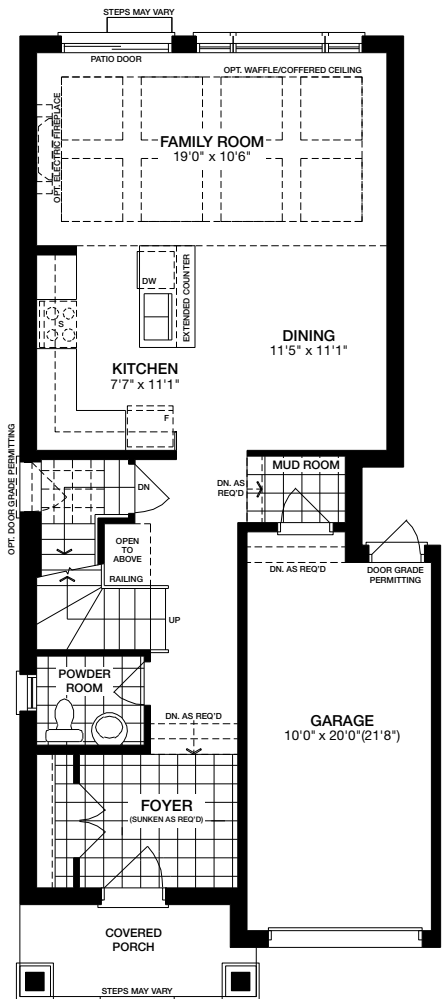 STEPS MAY VARY
PATIO DOOR
OPT. WAFFLE/COFFERED CEILING
OPT. ELECTRIC FIREPLACE
FAMILY ROOM
19'0" x 10'6"
DW
EXTENDED COUNTER
S
DINING
11'5" x 11'1"
KITCHEN
7'7" x 11'1"
F
OPT. DOOR GRADE PERMITTING
MUD ROOM
DN
DN. AS
REQ'D
OPEN
TO
ABOVE
RAILING
DN. AS REQ'D
DOOR GRADE
PERMITTING
UP
POWDER
ROOM
DN. AS REQ'D
GARAGE
10'0" x 20'0"(21'8")
FOYER
(SUNKEN AS REQ'D)
COVERED
PORCH
STEPS MAY VARY